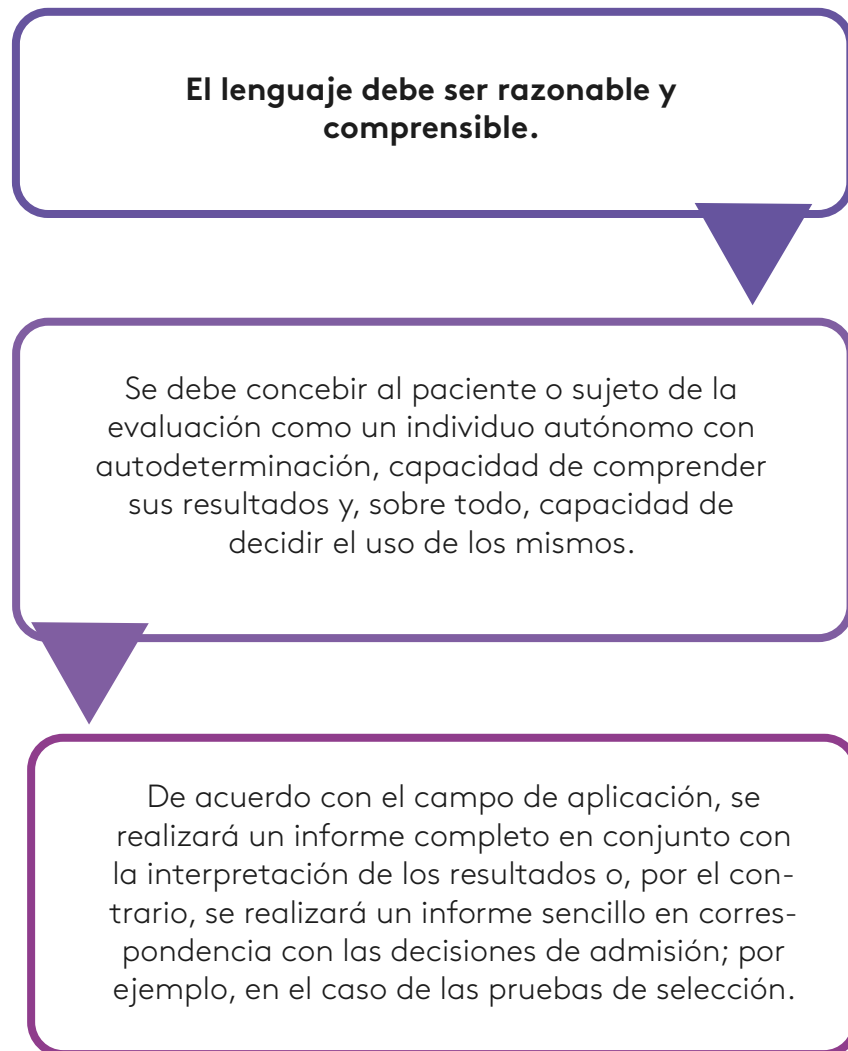 El lenguaje debe ser razonable y
comprensible.
Se debe concebir al paciente o sujeto de la
evaluación como un individuo autónomo con
autodeterminación, capacidad de comprender
sus resultados y, sobre todo, capacidad de
decidir el uso de los mismos.
De acuerdo con el campo de aplicación, se
realizará un informe completo en conjunto con
la interpretación de los resultados o, por el con-
trario, se realizará un informe sencillo en corres-
pondencia con las decisiones de admisión; por
ejemplo, en el caso de las pruebas de selección.